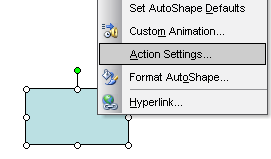 Set AutoShape Defaults
Custom Animation...
Action Settings...
Format AutoShape...
Hyperlink...